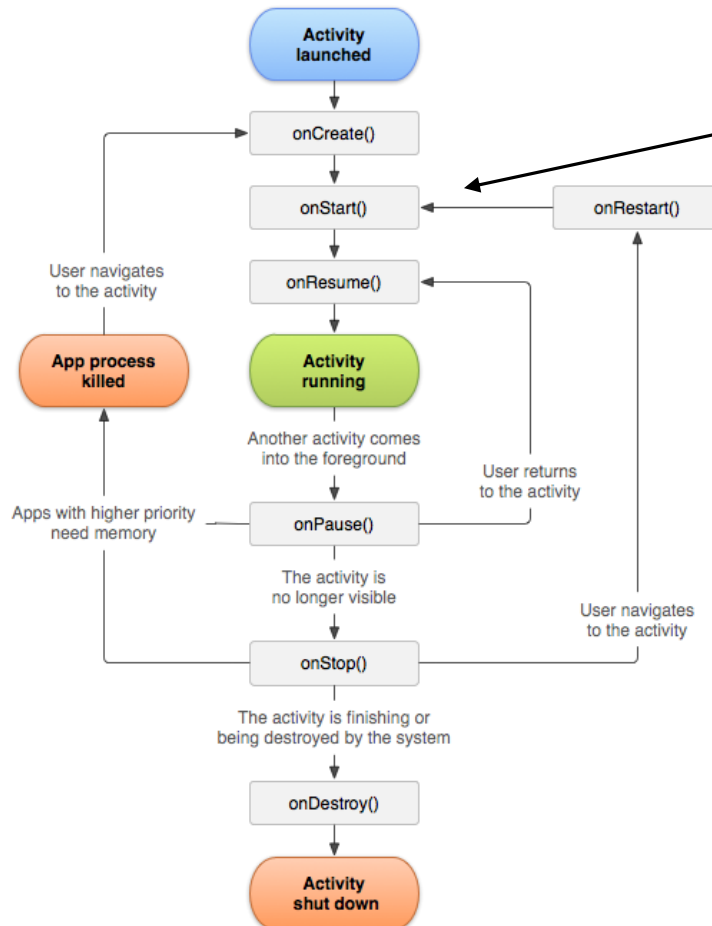 Activity
launched
onCreate()
onStart()
onRestart()
User navigates
to the activity
onResume()
App process
killed
Activity
running
Another activity comes
into the foreground
User returns
to the activity
Apps with higher priority
need memory
onPause()
The activity is
no longer visible
User navigates
to the activity
onStop()
The activity is finishing or
being destroyed by the system
onDestroy()
Activity
shut down